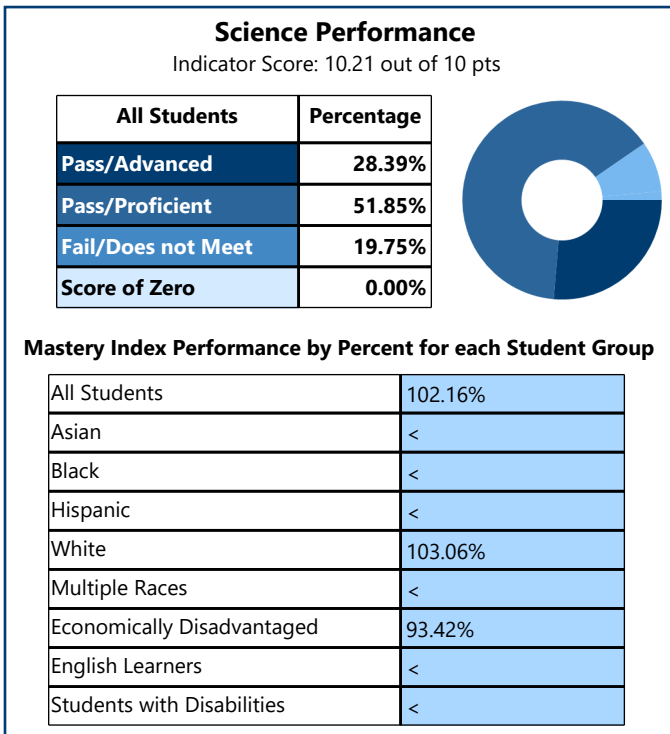 Science Performance
Indicator Score: 10.21 out of 10 pts
All Students Percentage
Pass/Advanced 28.39%
Pass/Proficient 51.85%
Fail/Does not Meet 19.75%
Score of Zero 0.00%
Mastery Index Performance by Percent for each Student Group
All Students 102.16%
Asian <
Black <
Hispanic <
White 103.06%
Multiple Races <
Economically Disadvantaged 93.42%
English Learners <
Students with Disabilities <